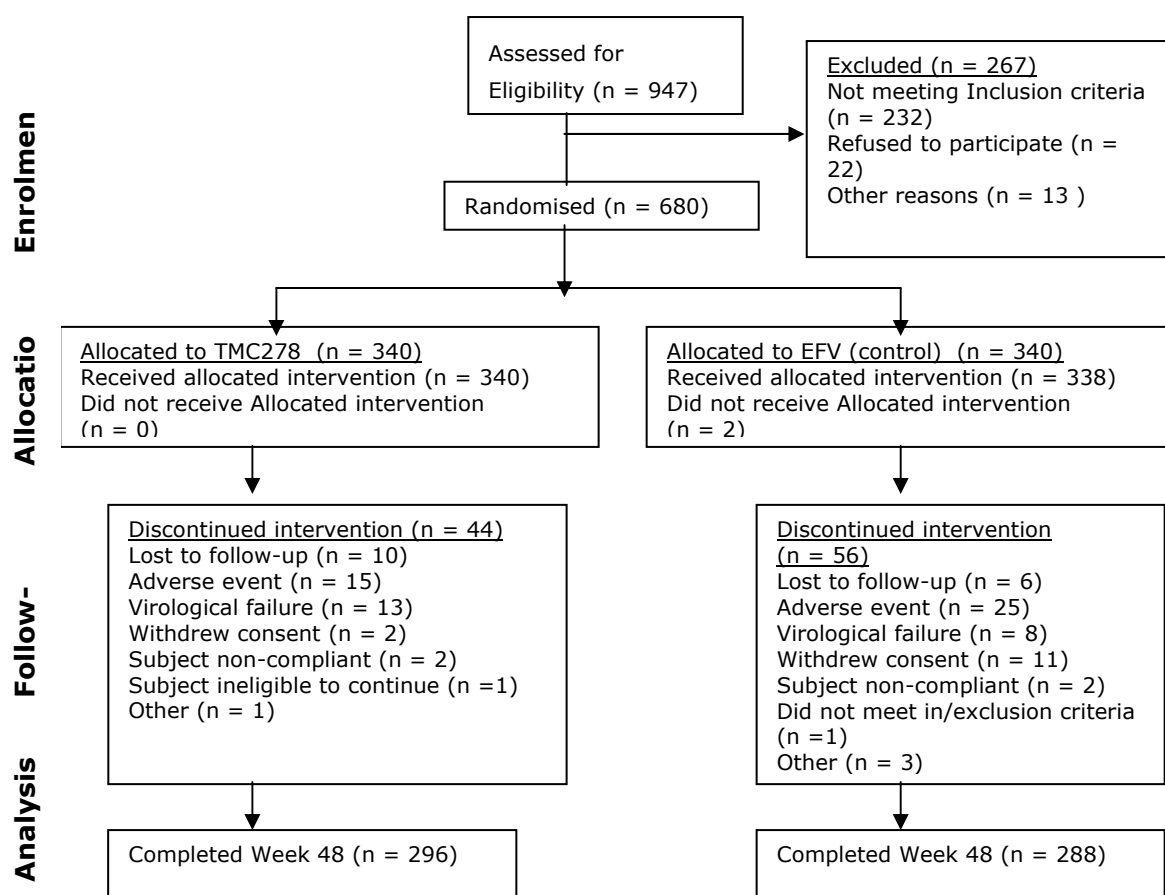 Assessed for
Eligibility (n = 947)
Excluded (n = 267)
Not meeting Inclusion criteria
(n = 232)
Refused to participate (n =
22)
Other reasons (n = 13 )
Enrolmen
Randomised (n = 680)
Allocatio
Allocated to TMC278  (n = 340)
Received allocated intervention (n = 340)
Did not receive Allocated intervention
(n = 0)
Allocated to EFV (control)  (n = 340)
Received allocated intervention (n = 338)
Did not receive Allocated intervention
(n = 2)
Follow-
Discontinued intervention (n = 44)
Lost to follow-up (n = 10)
Adverse event (n = 15)
Virological failure (n = 13)
Withdrew consent (n = 2)
Subject non-compliant (n = 2)
Subject ineligible to continue (n =1)
Other (n = 1)
Discontinued intervention
(n = 56)
Lost to follow-up (n = 6)
Adverse event (n = 25)
Virological failure (n = 8)
Withdrew consent (n = 11)
Subject non-compliant (n = 2)
Did not meet in/exclusion criteria
(n =1)
Other (n = 3)
Analysis
Completed Week 48 (n = 296)
Completed Week 48 (n = 288)